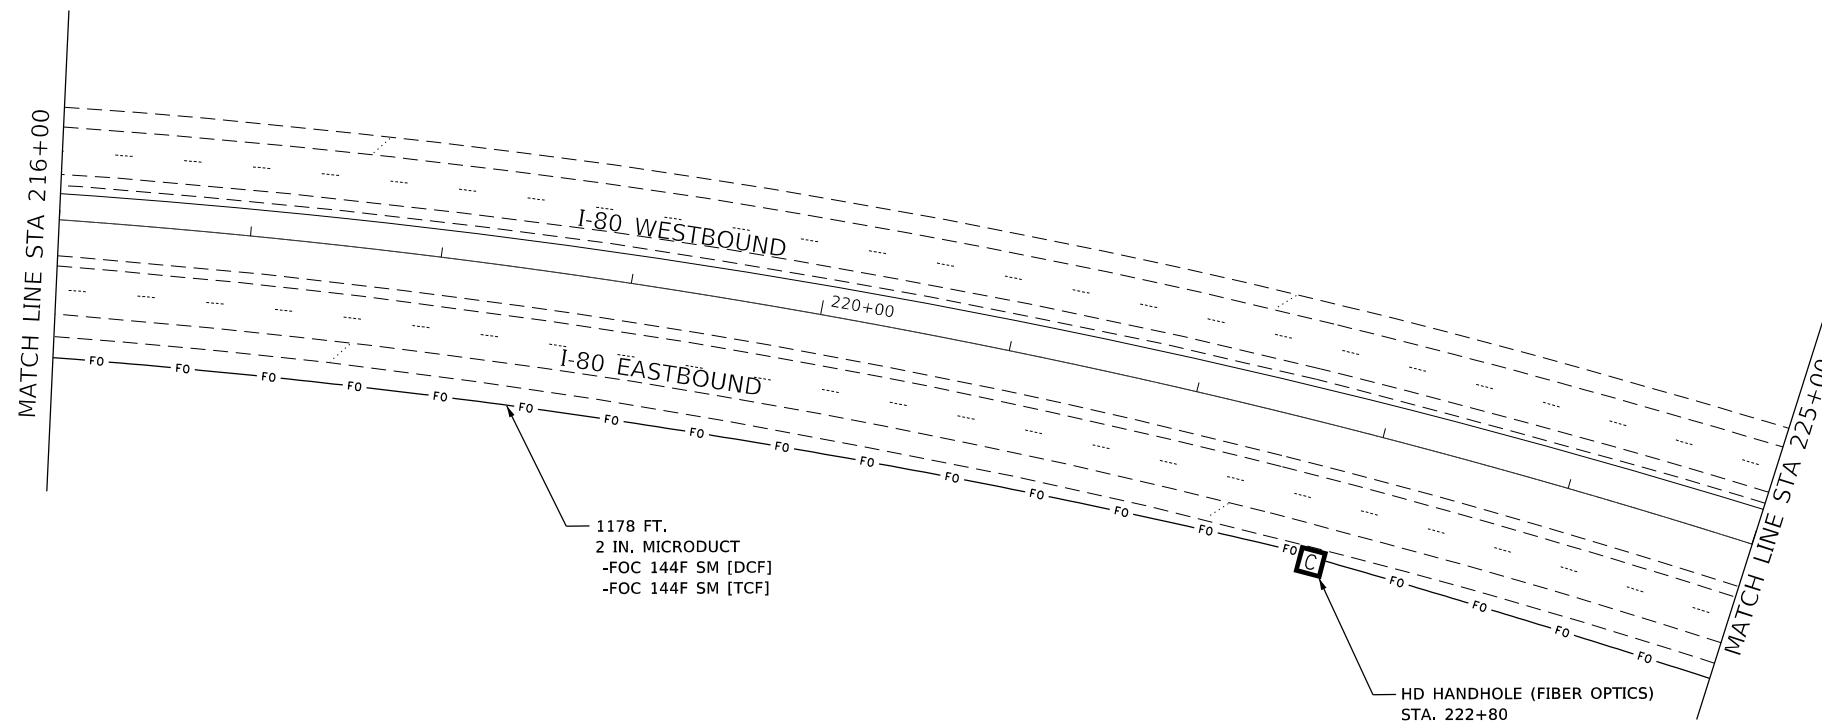 MATCH LINE STA 216+00
I-80 WESTBOUND
220+00
I-80 EASTBOUND
FO FO FO FO FO FO FO FO FO FO FO FO FO FO FO FO FO FO FO
1178 FT.
2 IN. MICRODUCT
-FOC 144F SM [DCF]
-FOC 144F SM [TCF]
C
HD HANDHOLE (FIBER OPTICS)
STA. 222+80
MATCH LINE STA 225+00